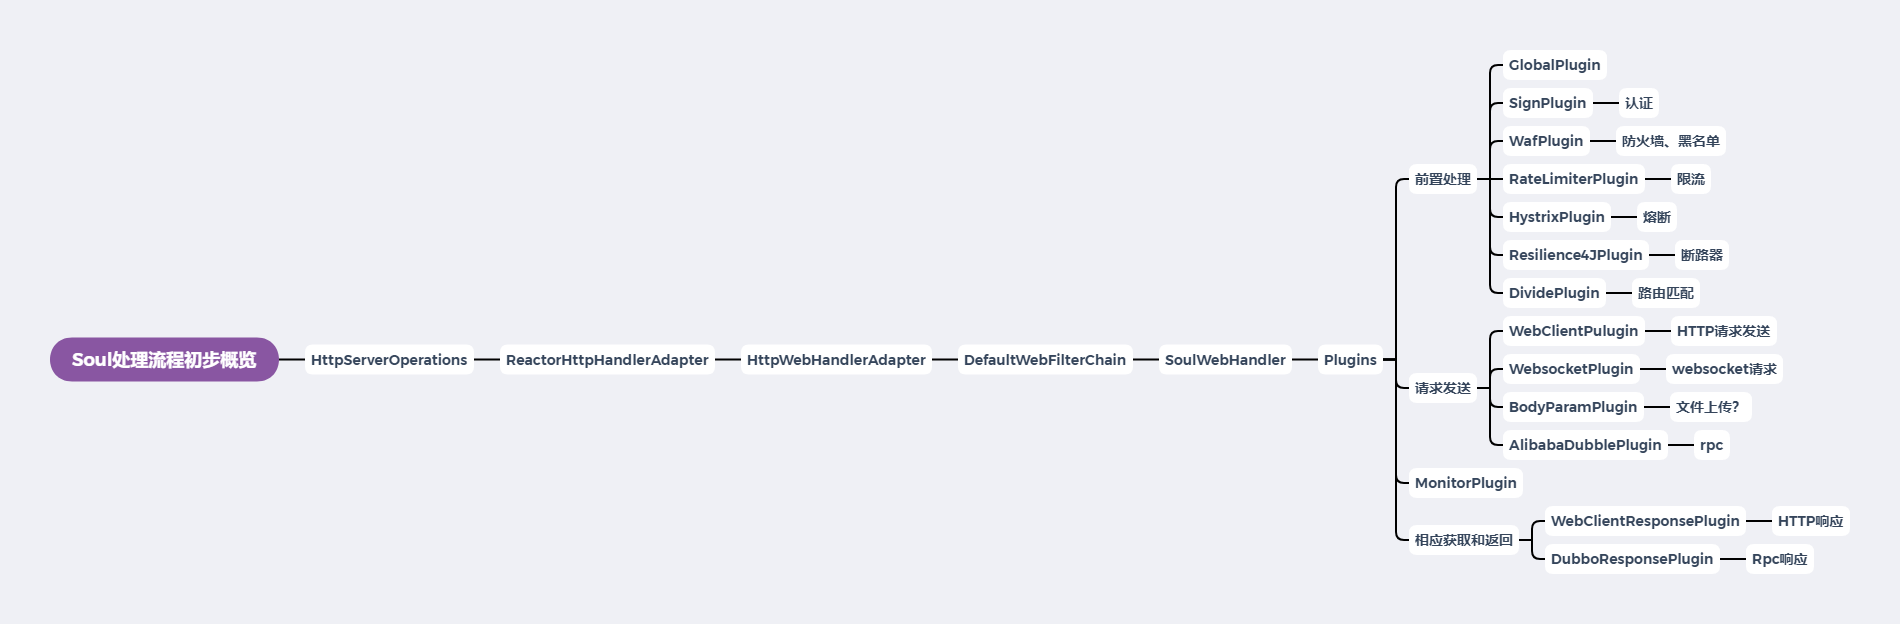 Soul处理流程初步概览
HttpServerOperations
ReactorHttpHandlerAdapter
HttpWebHandlerAdapter
DefaultWebFilterChain
SoulWebHandler
Plugins
前置处理
GlobalPlugin
SignPlugin
认证
WafPlugin
防火墙、黑名单
RateLimiterPlugin
限流
HystrixPlugin
熔断
Resilience4JPlugin
断路器
DividePlugin
路由匹配
请求发送
WebClientPulugin
HTTP请求发送
WebsocketPlugin
websocket请求
BodyParamPlugin
文件上传？
AlibabaDubblePlugin
rpc
MonitorPlugin
相应获取和返回
WebClientResponsePlugin
HTTP响应
DubboResponsePlugin
Rpc响应